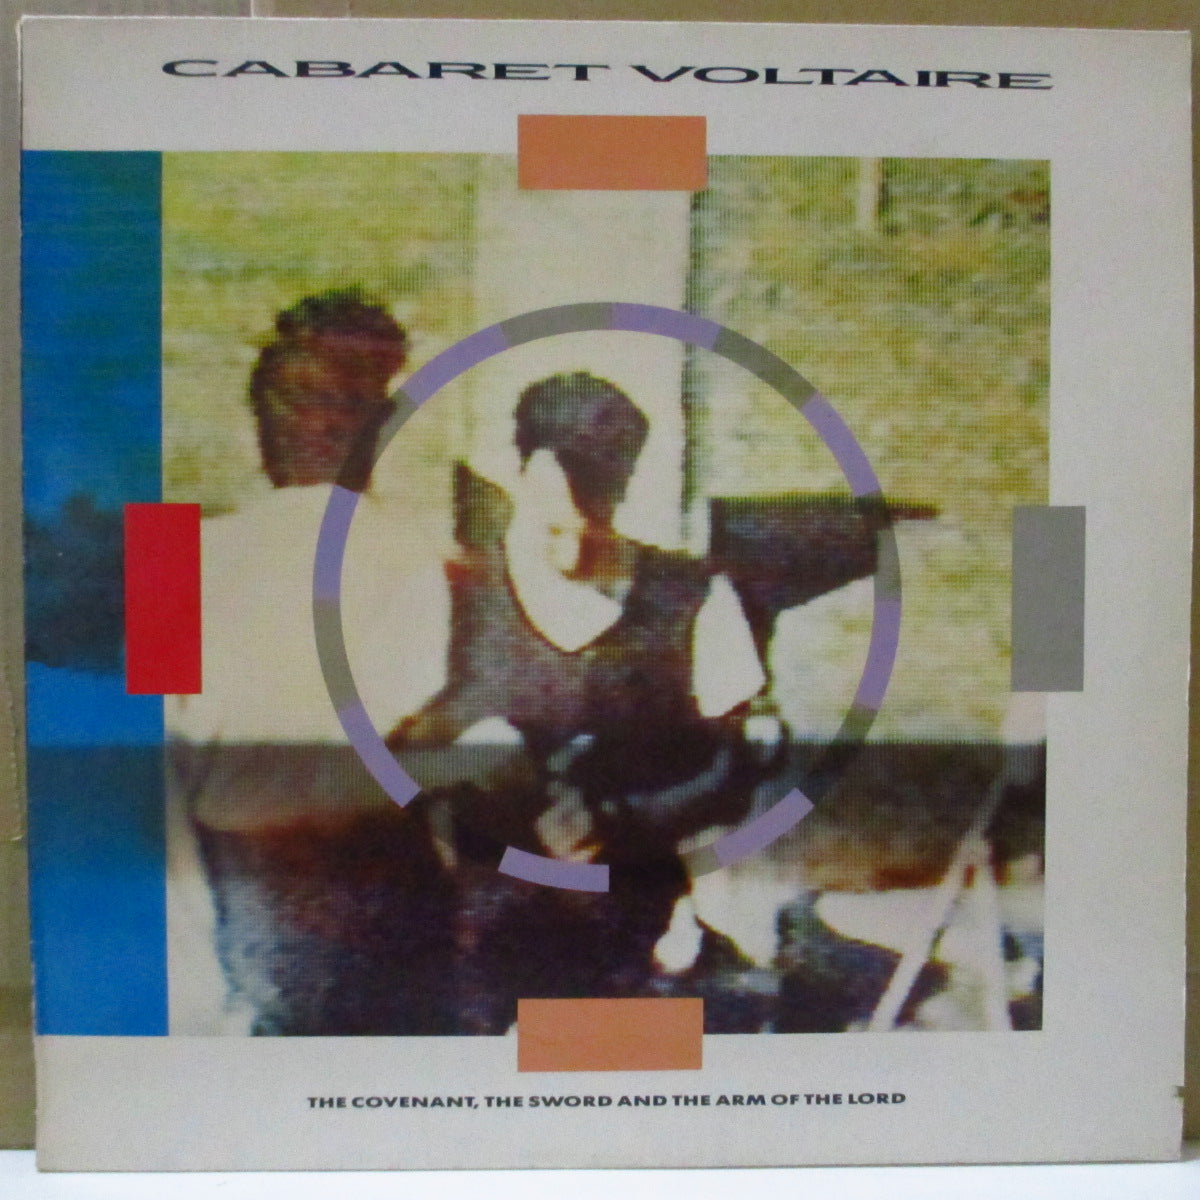 CABARET VOLTAIRE
THE COVENANT, THE SWORD AND THE ARM OF THE LORD